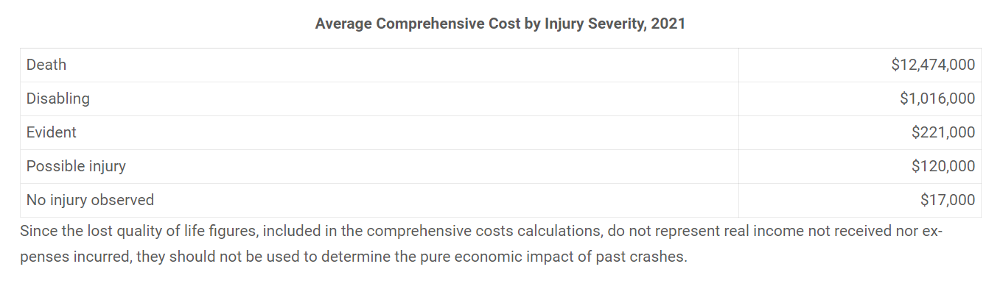 Average Comprehensive Cost by Injury Severity, 2021
Death $12,474,000
Disabling $1,016,000
Evident $221,000
Possible injury $120,000
No injury observed $17,000
Since the lost quality of life figures, included in the comprehensive costs calculations, do not represent real income not received nor ex-
penses incurred, they should not be used to determine the pure economic impact of past crashes.